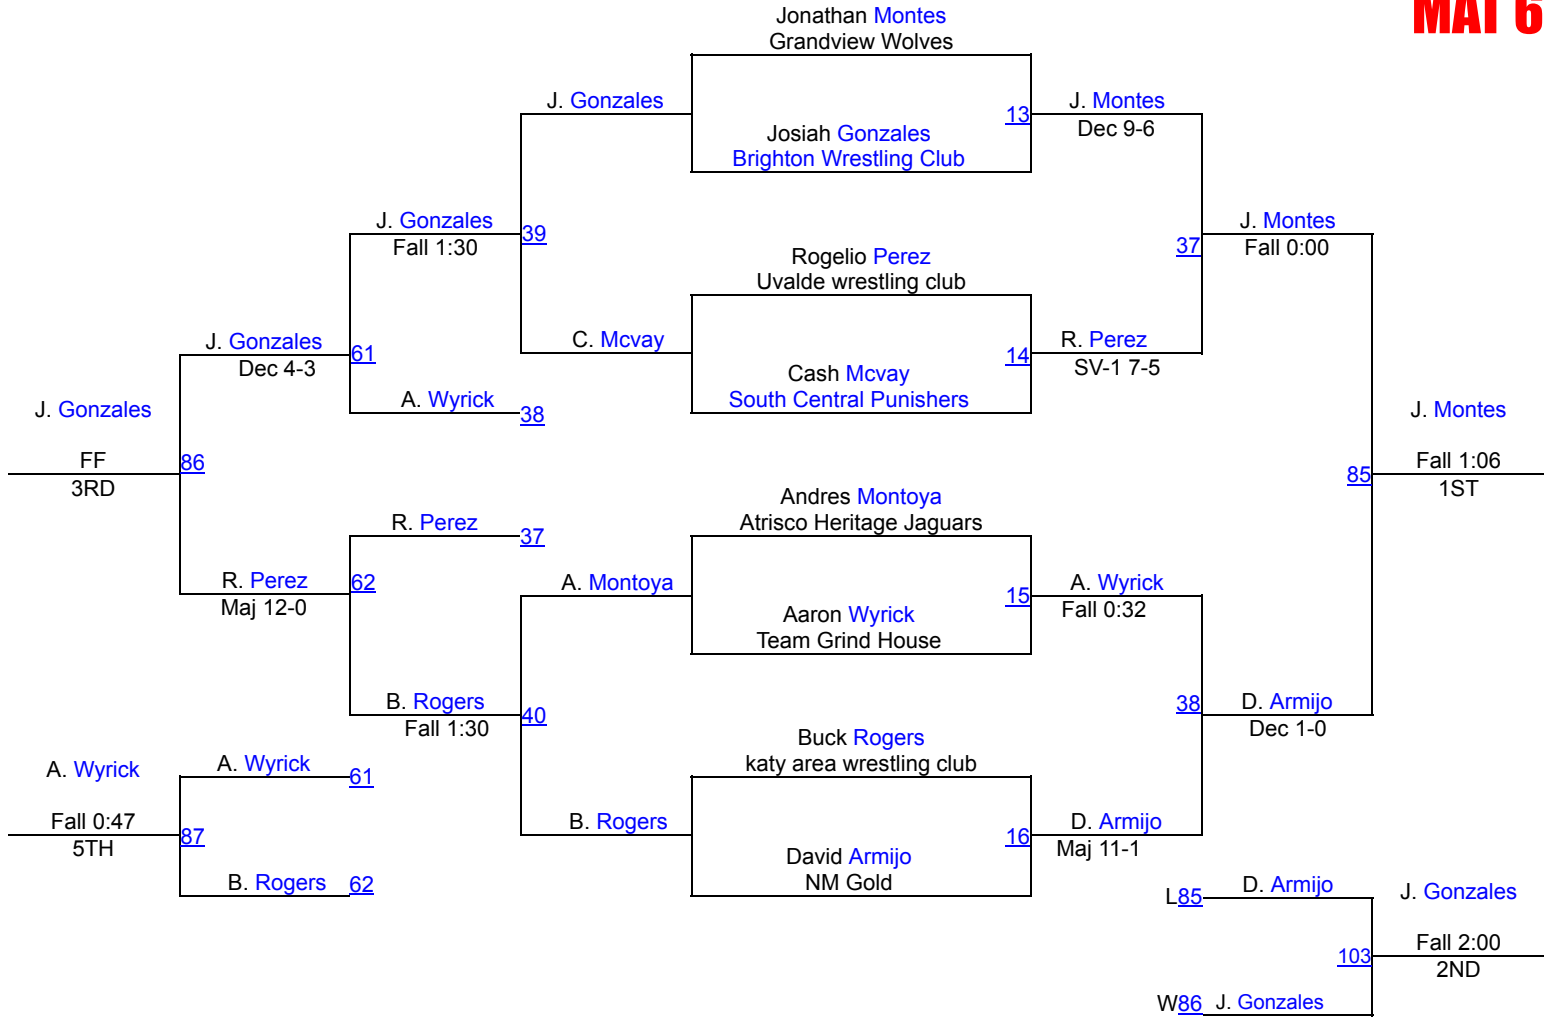 MAT 6
Jonathan Montes
Grandview Wolves
J. Gonzales
13
J. Montes
Dec 9-6
Josiah Gonzales
Brighton Wrestling Club
J. Gonzales
Fall 1:30
39
J. Montes
Fall 0:00
37
Rogelio Perez
Uvalde wrestling club
J. Gonzales
Dec 4-3
61
C. Mcvay
14
R. Perez
SV-1 7-5
Cash Mcvay
South Central Punishers
A. Wyrick
38
J. Gonzales
FF
3RD
86
J. Montes
Fall 1:06
1ST
85
Andres Montoya
Atrisco Heritage Jaguars
R. Perez
37
R. Perez
Maj 12-0
62
A. Montoya
15
A. Wyrick
Fall 0:32
Aaron Wyrick
Team Grind House
B. Rogers
Fall 1:30
40
38
D. Armijo
Dec 1-0
Buck Rogers
katy area wrestling club
A. Wyrick
Fall 0:47
5TH
A. Wyrick
61
87
B. Rogers
62
B. Rogers
16
D. Armijo
Maj 11-1
David Armijo
NM Gold
L85
D. Armijo
J. Gonzales
Fall 2:00
2ND
103
W86
J. Gonzales